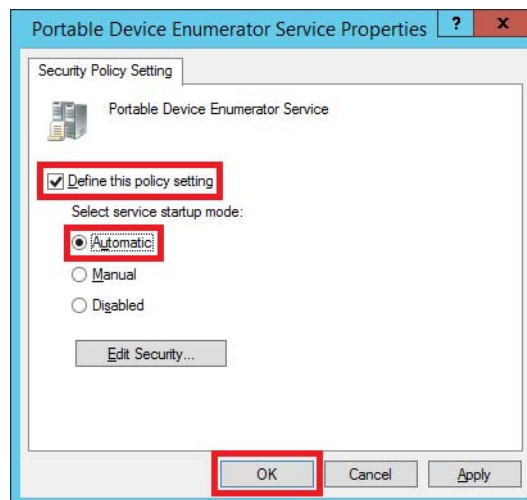 Portable Device Enumerator Service Properties ? x
Security Policy Setting
Portable Device Enumerator Service
Define this policy setting
Select service startup mode:
Automatic
Manual
Disabled
Edit Security...
OK Cancel Apply